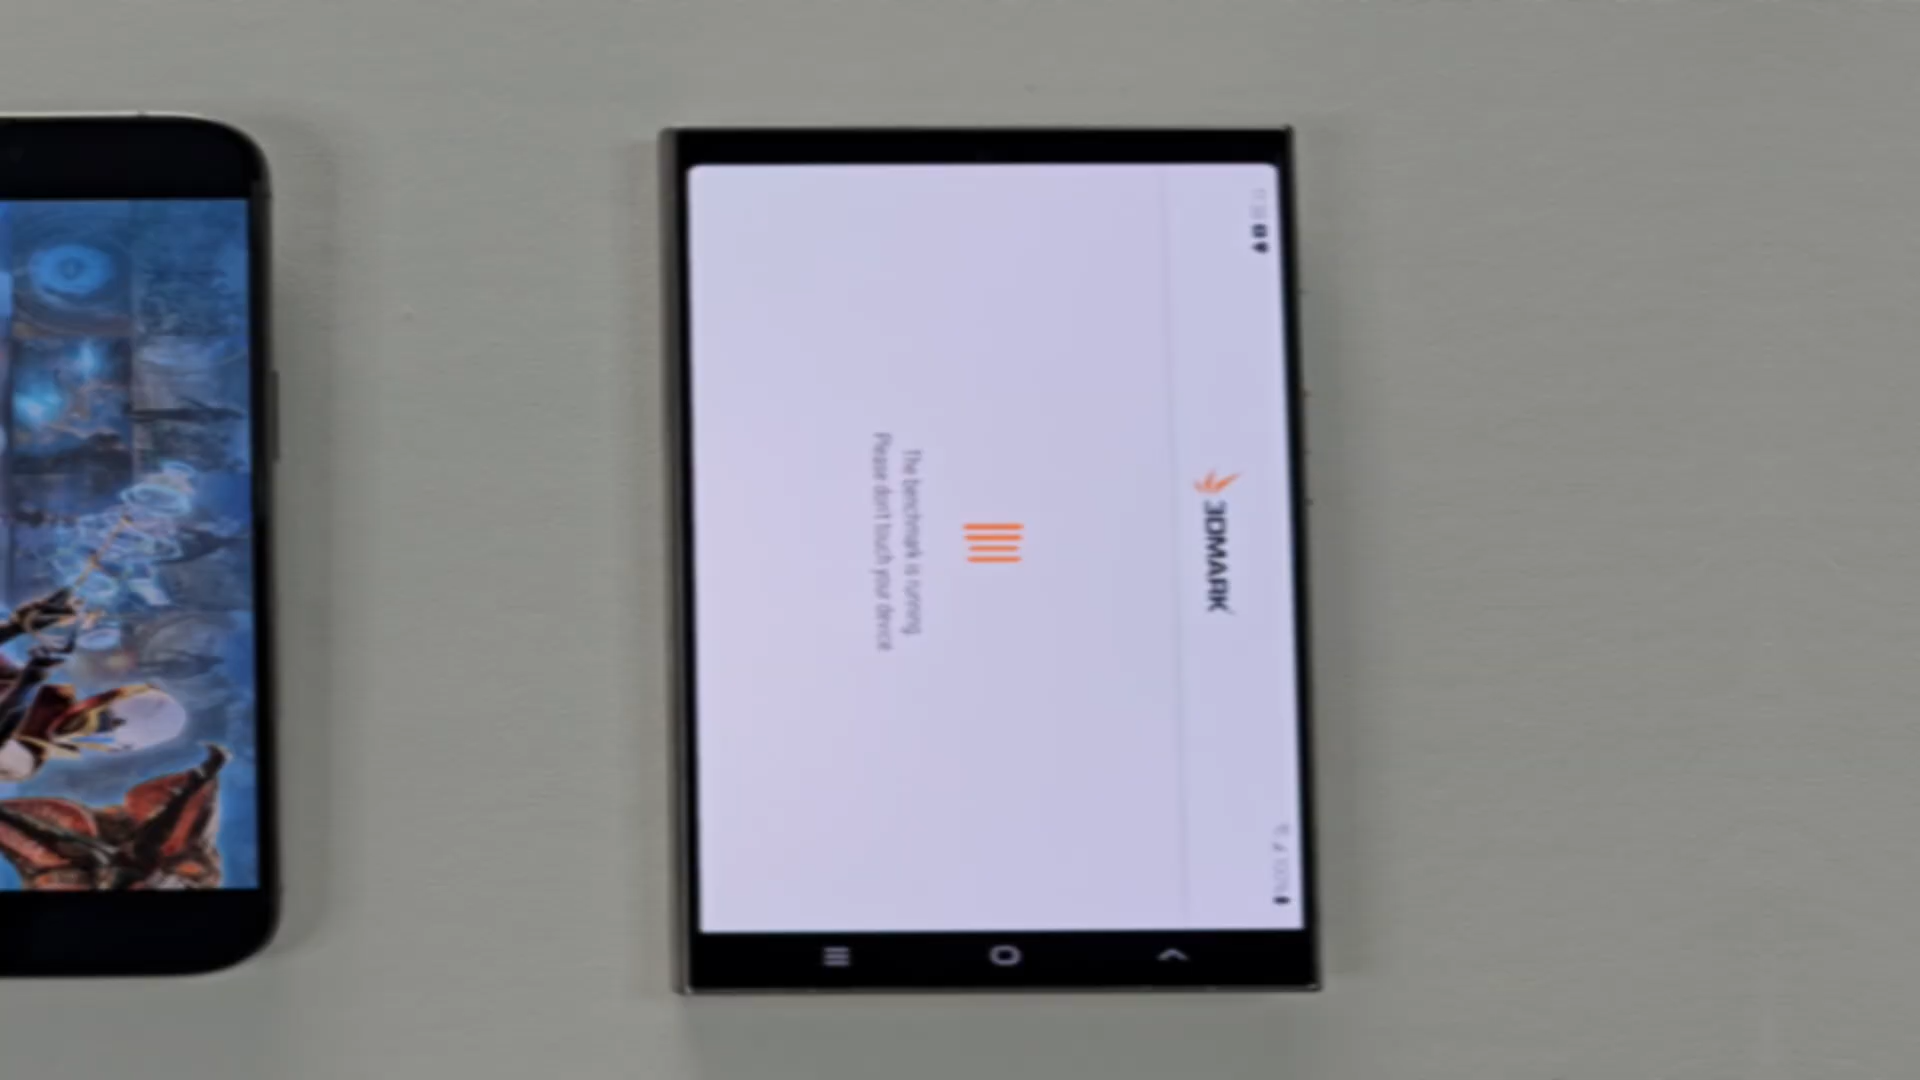 3DMARK
The benchmark is running
Please don't touch your device